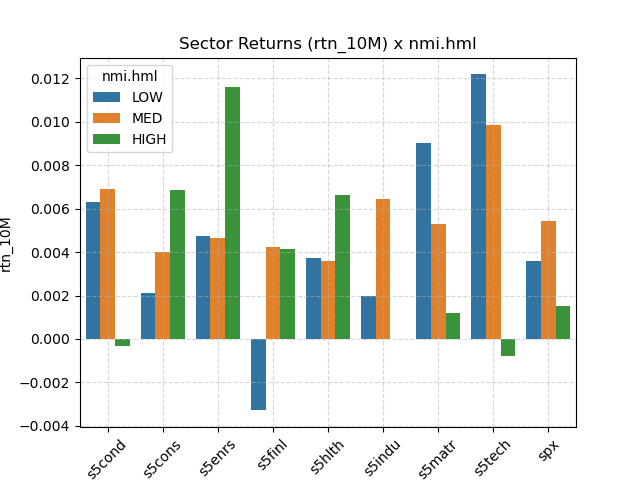 Sector Returns (rtn_10M) x nmi.hml
nmi.hml
LOW
MED
HIGH
rtn_10M
0.012
0.010
0.008
0.006
0.004
0.002
0.000
−0.002
−0.004
s5cond
s5cons
s5enrs
s5finl
s5hlth
s5indu
s5matr
s5tech
spx